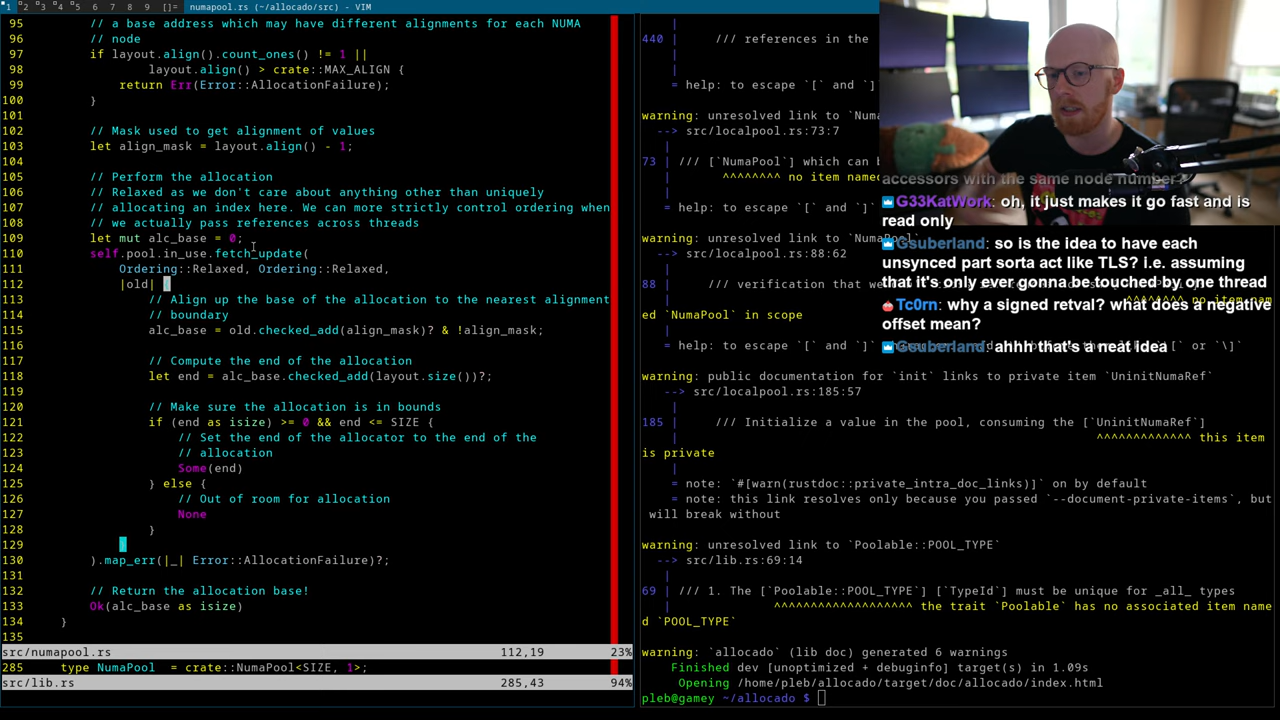 1 2 3 4 5 6 7 8 9 []= numapool.rs (~/allocado/src) - VIM
95 // a base address which may have different alignments for each NUMA
96 // node
97 if layout.align().count_ones() != 1 ||
98 layout.align() > crate::MAX_ALIGN {
99 return Err(Error::AllocationFailure);
100 }
101
102 // Mask used to get alignment of values
103 let align_mask = layout.align() - 1;
104
105 // Perform the allocation
106 // Relaxed as we don't care about anything other than uniquely
107 // allocating an index here. We can more strictly control ordering when
108 // we actually pass references across threads
109 let mut alc_base = 0;
110 self.pool.in_use.fetch_update(
111 Ordering::Relaxed, Ordering::Relaxed,
112 |old| {
113 // Align up the base of the allocation to the nearest alignment
114 // boundary
115 alc_base = old.checked_add(align_mask)? & !align_mask;
116
117 // Compute the end of the allocation
118 let end = alc_base.checked_add(layout.size())?;
119
120 // Make sure the allocation is in bounds
121 if (end as isize) >= 0 && end <= SIZE {
122 // Set the end of the allocator to the end of the
123 // allocation
124 Some(end)
125 } else {
126 // Out of room for allocation
127 None
128 }
129 }
130 ).map_err(|_| Error::AllocationFailure)?;
131
132 // Return the allocation base!
133 Ok(alc_base as isize)
134 }
135
src/numapool.rs 112,19 23%
285 type NumaPool = crate::NumaPool<SIZE, 1>;
src/lib.rs 285,43 94%
|
440 | /// references in the
|
|
= help: to escape `[` and `]`
warning: unresolved link to `Numa
--> src/localpool.rs:73:7
|
73 | /// [`NumaPool`] which can b
| ^^^^^^^^ no item named
|
= help: to escape `[` and `]`
warning: unresolved link to `NumaPool`
--> src/localpool.rs:88:62
|
88 | /// verification that we
ed `NumaPool` in scope
|
= help: to escape `[` and `]`
warning: public documentation for `init` links to private item `UninitNumaRef`
--> src/localpool.rs:185:57
|
185 | /// Initialize a value in the pool, consuming the [`UninitNumaRef`]
| ^^^^^^^^^^^^^ this item
is private
|
= note: `#[warn(rustdoc::private_intra_doc_links)]` on by default
= note: this link resolves only because you passed `--document-private-items`, but
will break without
warning: unresolved link to `Poolable::POOL_TYPE`
--> src/lib.rs:69:14
|
69 | /// 1. The [`Poolable::POOL_TYPE`] [`TypeId`] must be unique for _all_ types
| ^^^^^^^^^^^^^^^^^^^ the trait `Poolable` has no associated item name
d `POOL_TYPE`
warning: `allocado` (lib doc) generated 6 warnings
Finished dev [unoptimized + debuginfo] target(s) in 1.09s
Opening /home/pleb/allocado/target/doc/allocado/index.html
pleb@gamey ~/allocado $
accessors with the same node number?
G33KatWork: oh, it just makes it go fast and is
read only
Gsuberland: so is the idea to have each
unsynced part sorta act like TLS? i.e. assuming
that it's only ever gonna be touched by one thread
Tc0rn: why a signed retval? what does a negative
offset mean?
Gsuberland: ahhh that's a neat idea